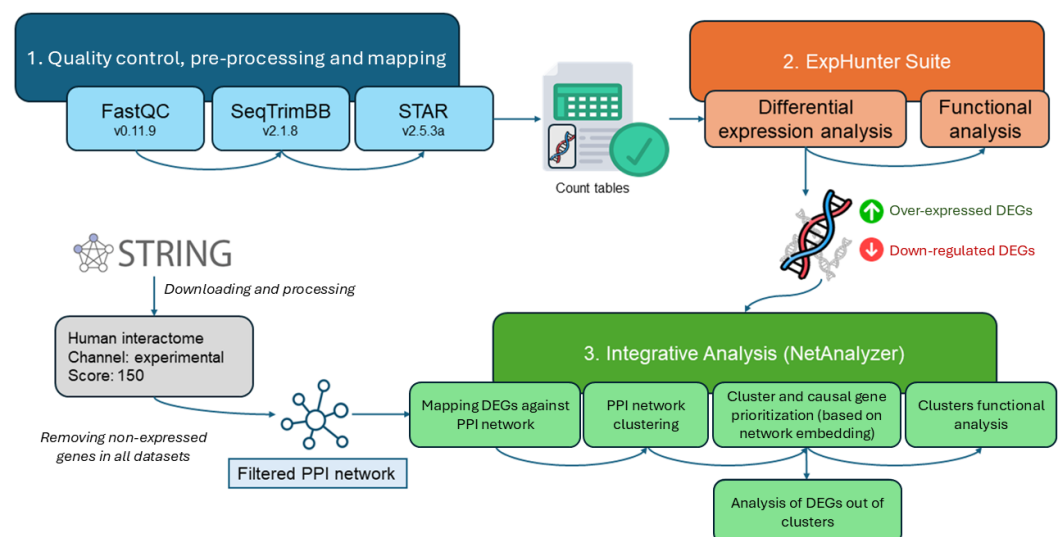 1. Quality control, pre-processing and mapping
FastQC
v0.11.9
SeqTrimBB
v2.1.8
STAR
v2.5.3a
Count tables
2. ExpHunter Suite
Differential
expression analysis
Functional
analysis
Over-expressed DEGs
Down-regulated DEGs
STRING
Downloading and processing
Human interactome
Channel: experimental
Score: 150
Removing non-expressed
genes in all datasets
Filtered PPI network
3. Integrative Analysis (NetAnalyzer)
Mapping DEGs against
PPI network
PPI network
clustering
Cluster and causal gene
prioritization (based on
network embedding)
Clusters functional
analysis
Analysis of DEGs out of
clusters